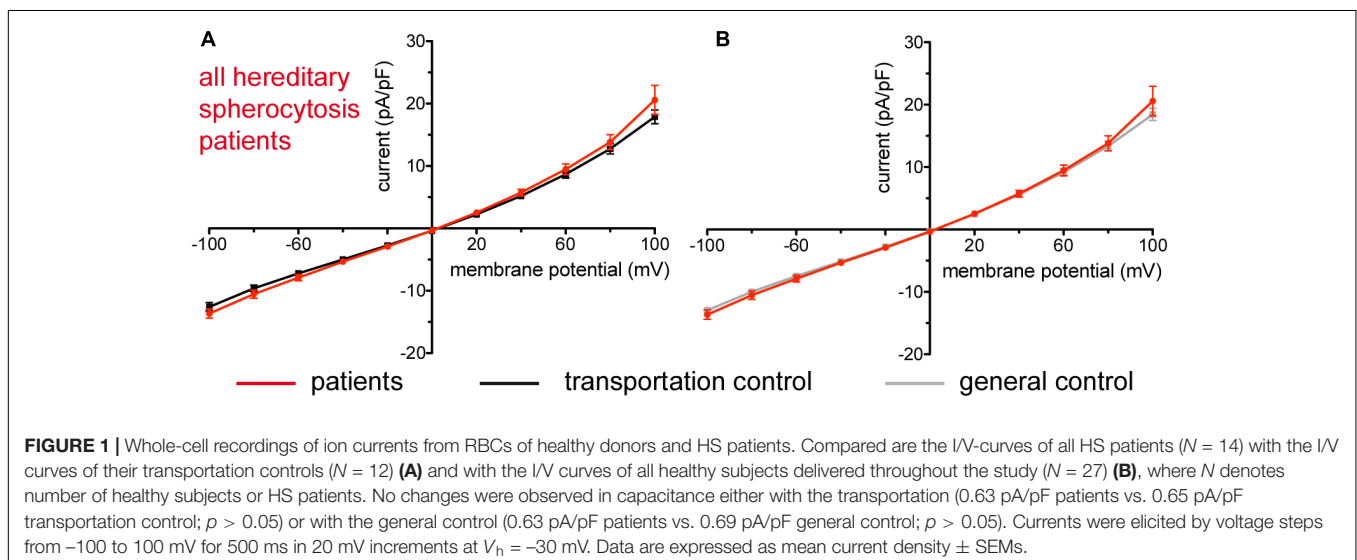 A
all hereditary
spherocytosis
patients
current (pA/pF)
30
20
10
-10
-20
-100
-60
20
60
100
membrane potential (mV)
B
current (pA/pF)
30
20
10
-10
-20
-100
-60
20
60
100
membrane potential (mV)
patients
transportation control
general control
FIGURE 1 | Whole-cell recordings of ion currents from RBCs of healthy donors and HS patients. Compared are the I/V-curves of all HS patients (N = 14) with the I/V
curves of their transportation controls (N = 12) (A) and with the I/V curves of all healthy subjects delivered throughout the study (N = 27) (B), where N denotes
number of healthy subjects or HS patients. No changes were observed in capacitance either with the transportation (0.63 pA/pF patients vs. 0.65 pA/pF
transportation control; p > 0.05) or with the general control (0.63 pA/pF patients vs. 0.69 pA/pF general control; p > 0.05). Currents were elicited by voltage steps
from –100 to 100 mV for 500 ms in 20 mV increments at Vh = –30 mV. Data are expressed as mean current density ± SEMs.